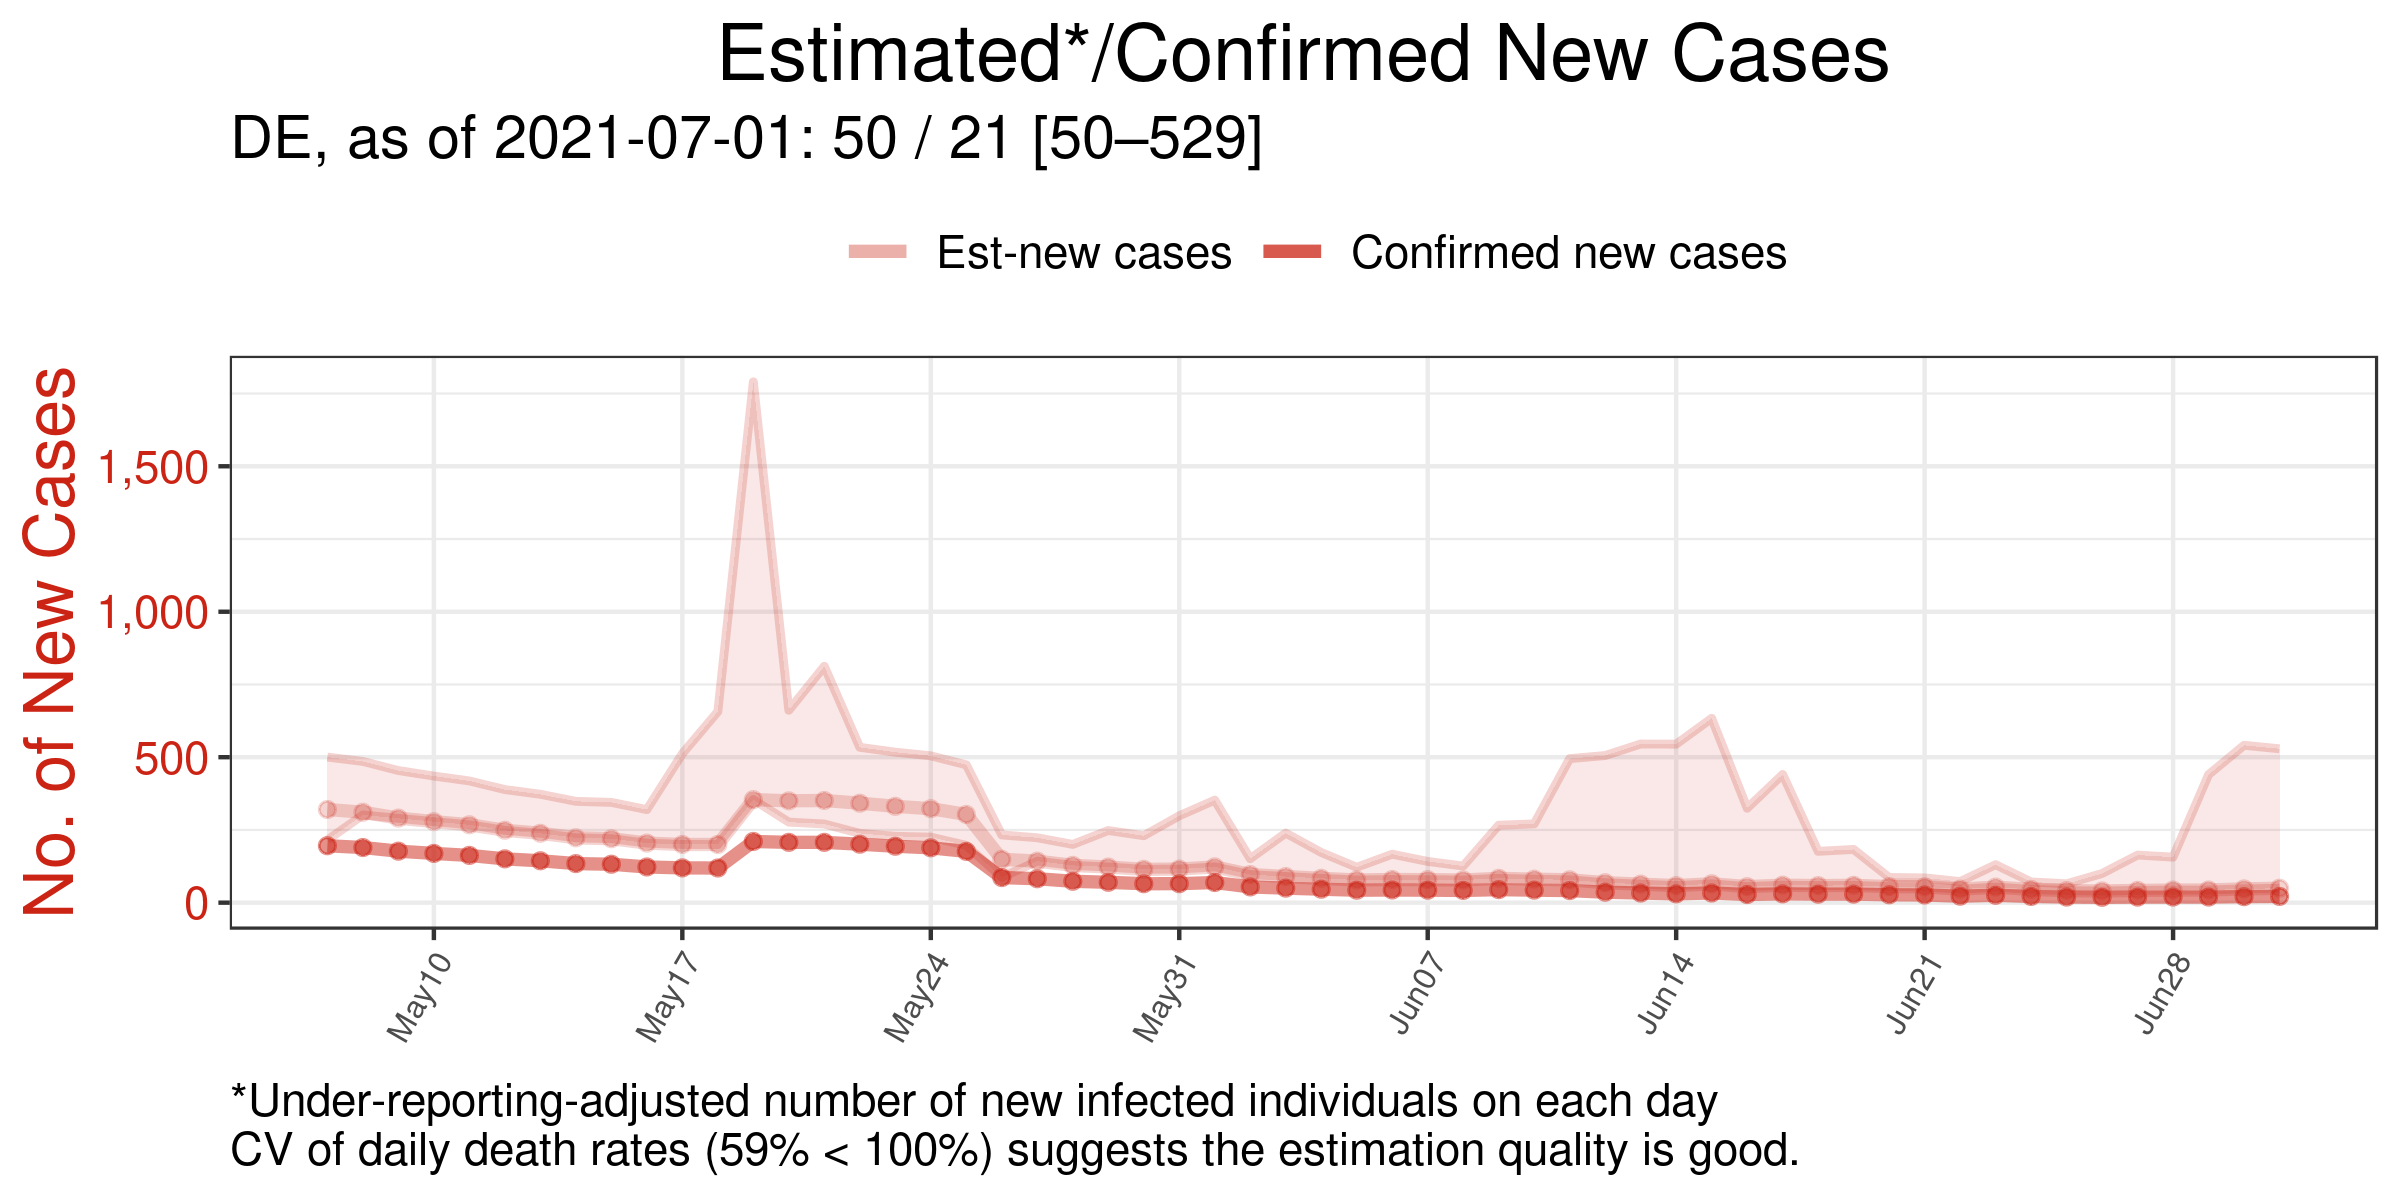 Estimated*/Confirmed New Cases
DE, as of 2021-07-01: 50 / 21 [50–529]
Est-new cases
Confirmed new cases
No. of New Cases
1,500
1,000
500
0
May10
May17
May24
May31
Jun07
Jun14
Jun21
Jun28
*Under-reporting-adjusted number of new infected individuals on each day
CV of daily death rates (59% < 100%) suggests the estimation quality is good.